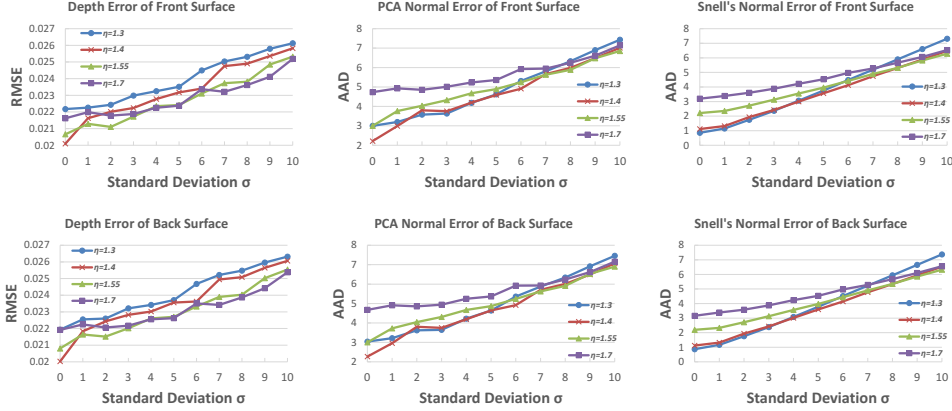 Depth Error of Front Surface
RMSE
0.027
0.026
0.025
0.024
0.023
0.022
0.021
0.02
η=1.3
η=1.4
η=1.55
η=1.7
0 1 2 3 4 5 6 7 8 9 10
Standard Deviation σ
PCA Normal Error of Front Surface
AAD
8
7
6
5
4
3
2
η=1.3
η=1.4
η=1.55
η=1.7
0 1 2 3 4 5 6 7 8 9 10
Standard Deviation σ
Snell's Normal Error of Front Surface
AAD
8
7
6
5
4
3
2
1
0
η=1.3
η=1.4
η=1.55
η=1.7
0 1 2 3 4 5 6 7 8 9 10
Standard Deviation σ
Depth Error of Back Surface
RMSE
0.027
0.026
0.025
0.024
0.023
0.022
0.021
0.02
η=1.3
η=1.4
η=1.55
η=1.7
0 1 2 3 4 5 6 7 8 9 10
Standard Deviation σ
PCA Normal Error of Back Surface
AAD
8
7
6
5
4
3
2
η=1.3
η=1.4
η=1.55
η=1.7
0 1 2 3 4 5 6 7 8 9 10
Standard Deviation σ
Snell's Normal Error of Back Surface
AAD
8
7
6
5
4
3
2
1
0
η=1.3
η=1.4
η=1.55
η=1.7
0 1 2 3 4 5 6 7 8 9 10
Standard Deviation σ